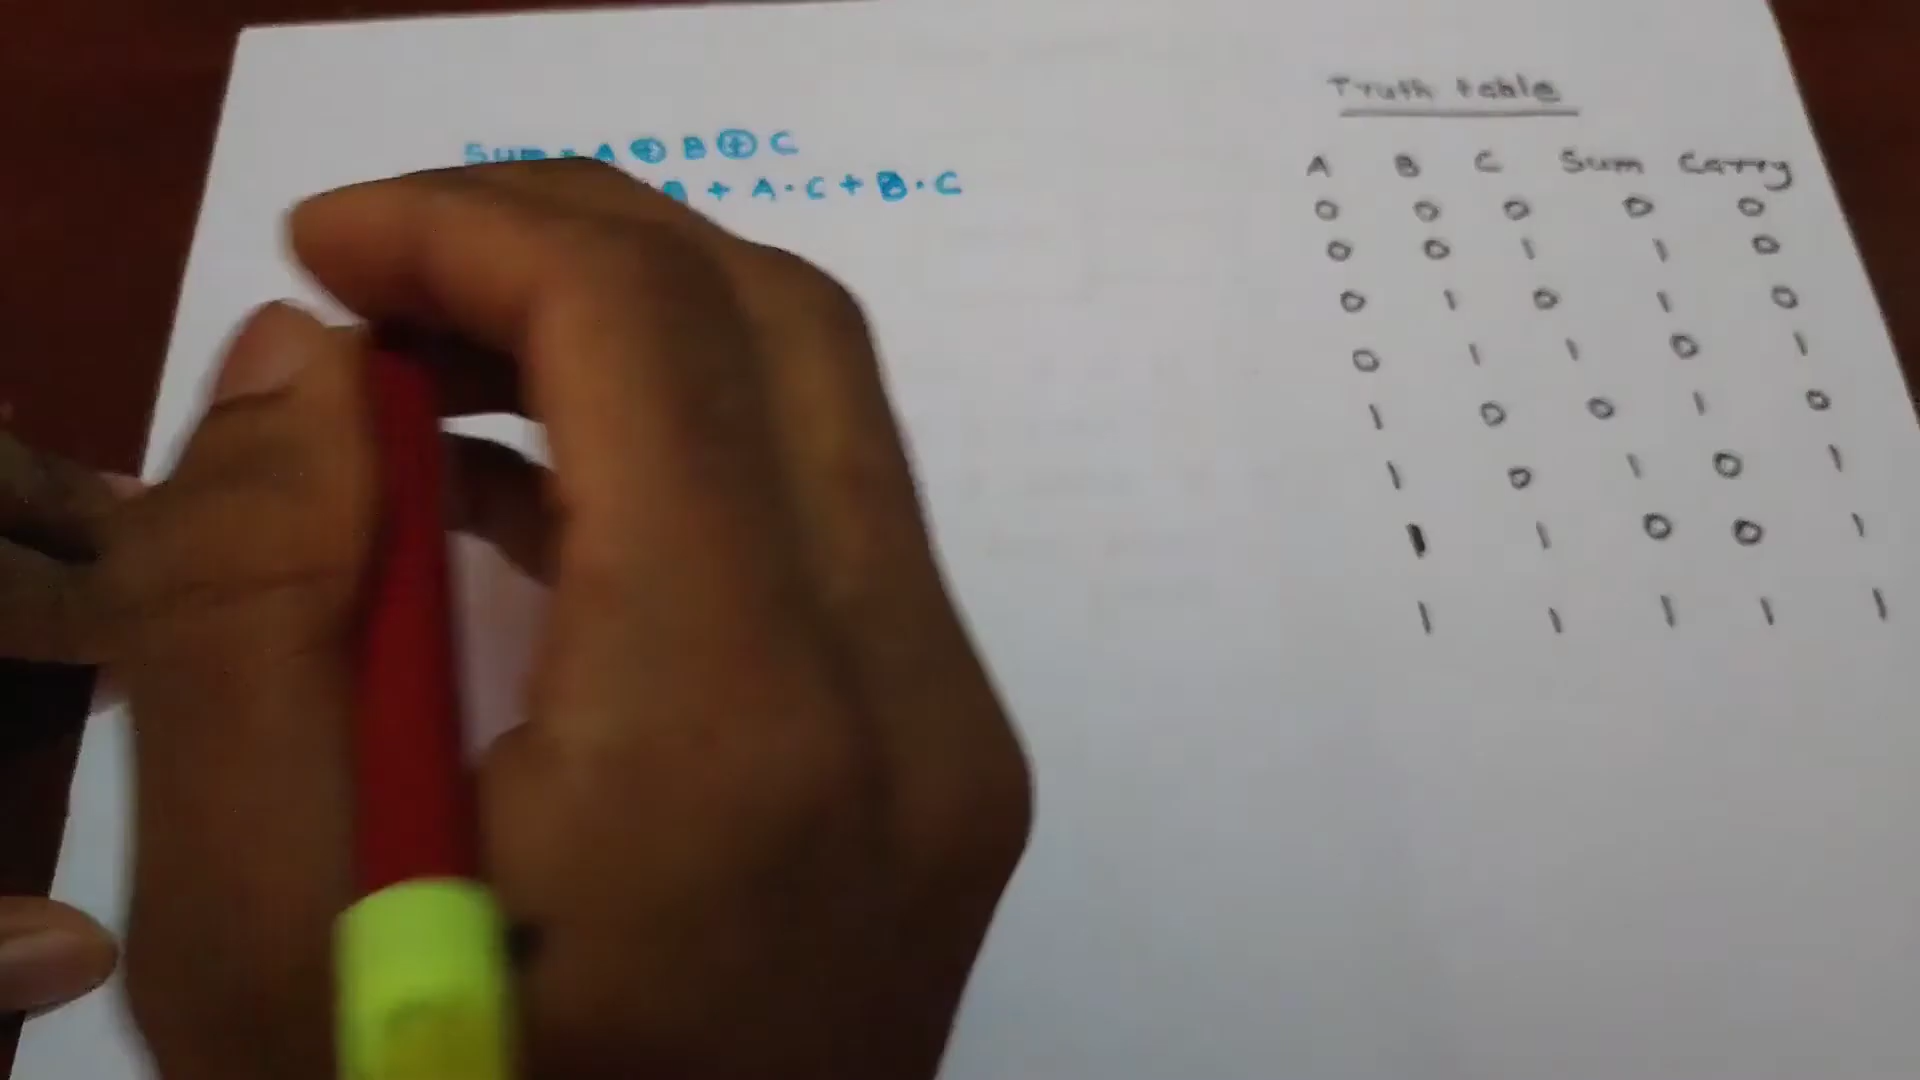 Sum = A ⊕ B ⊕ C
+ A · C + B · C
Truth table
A B C Sum Carry
0 0 0 0 0
0 0 1 1 0
0 1 0 1 0
0 1 1 0 1
1 0 0 1 0
1 0 1 0 1
1 1 0 0 1
1 1 1 1 1